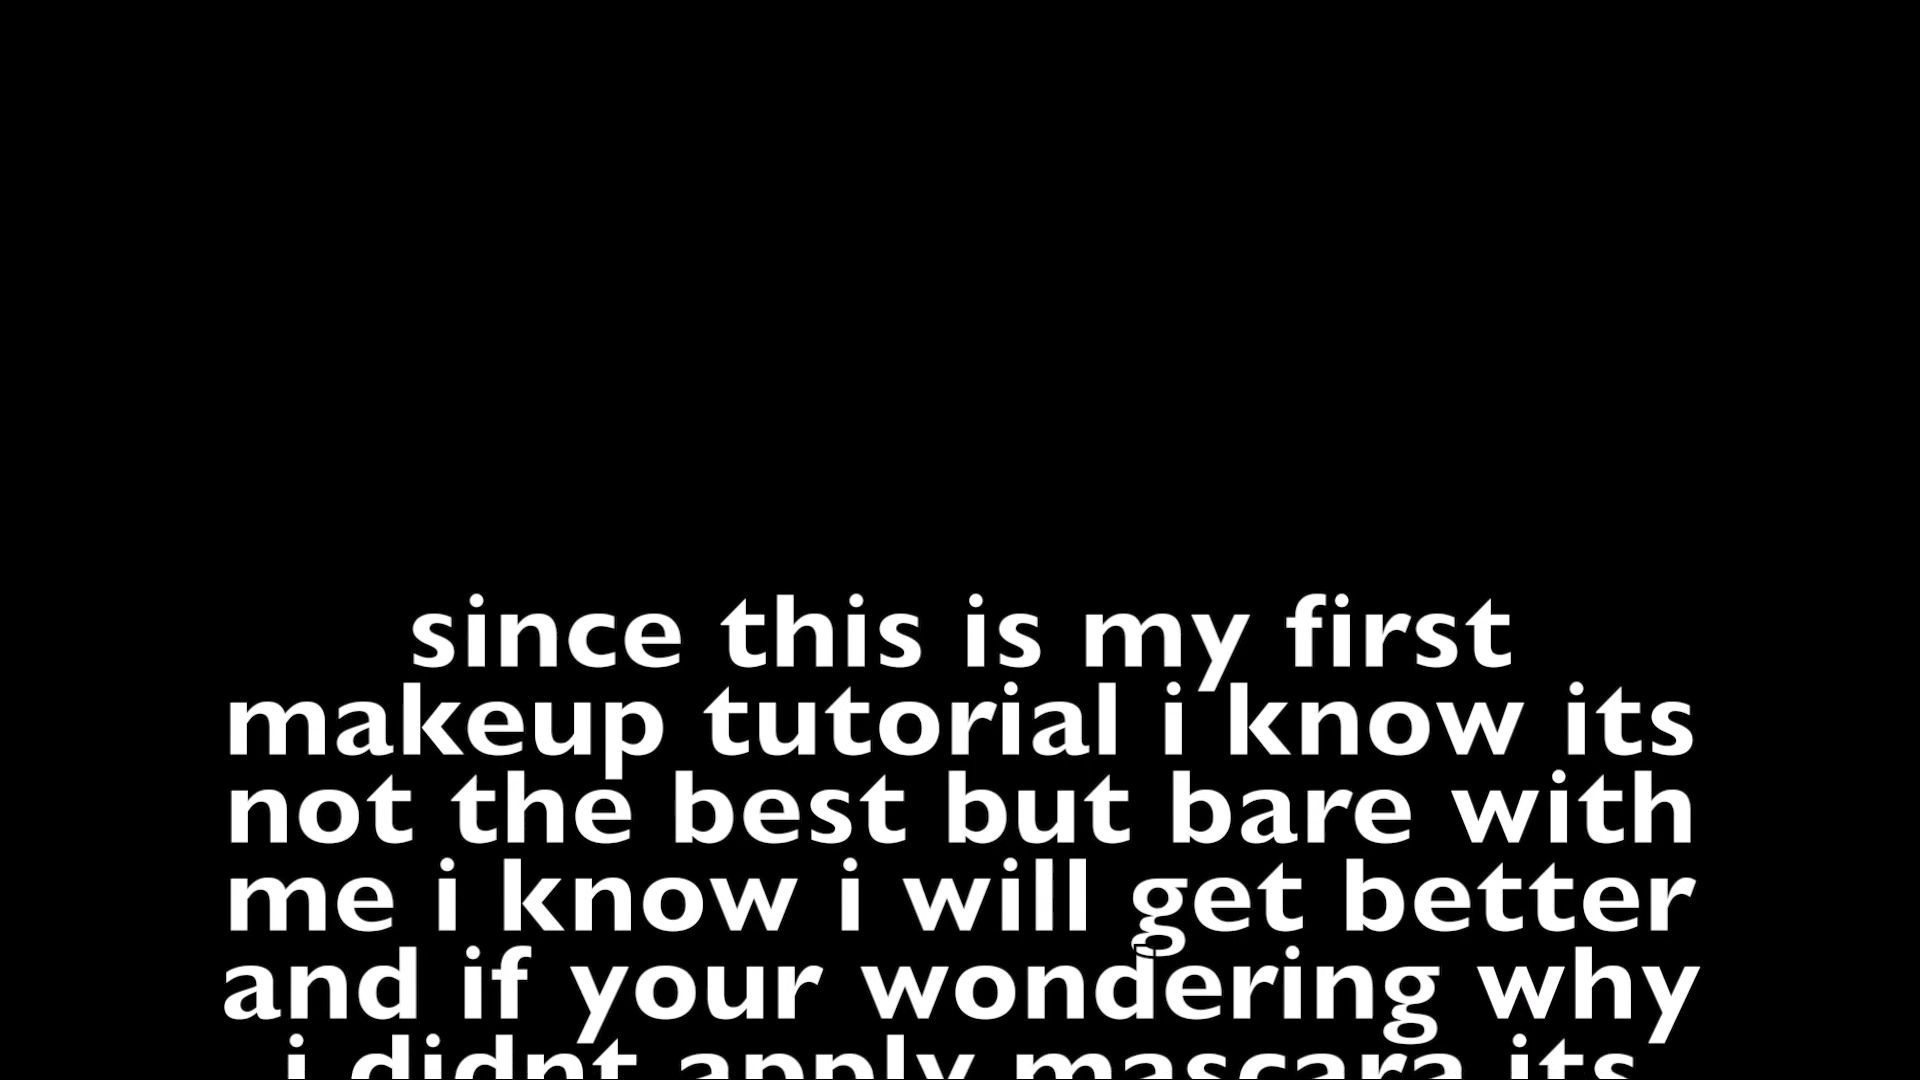 since this is my first
makeup tutorial i know its
not the best but bare with
me i know i will get better
and if your wondering why
i didnt apply mascara its